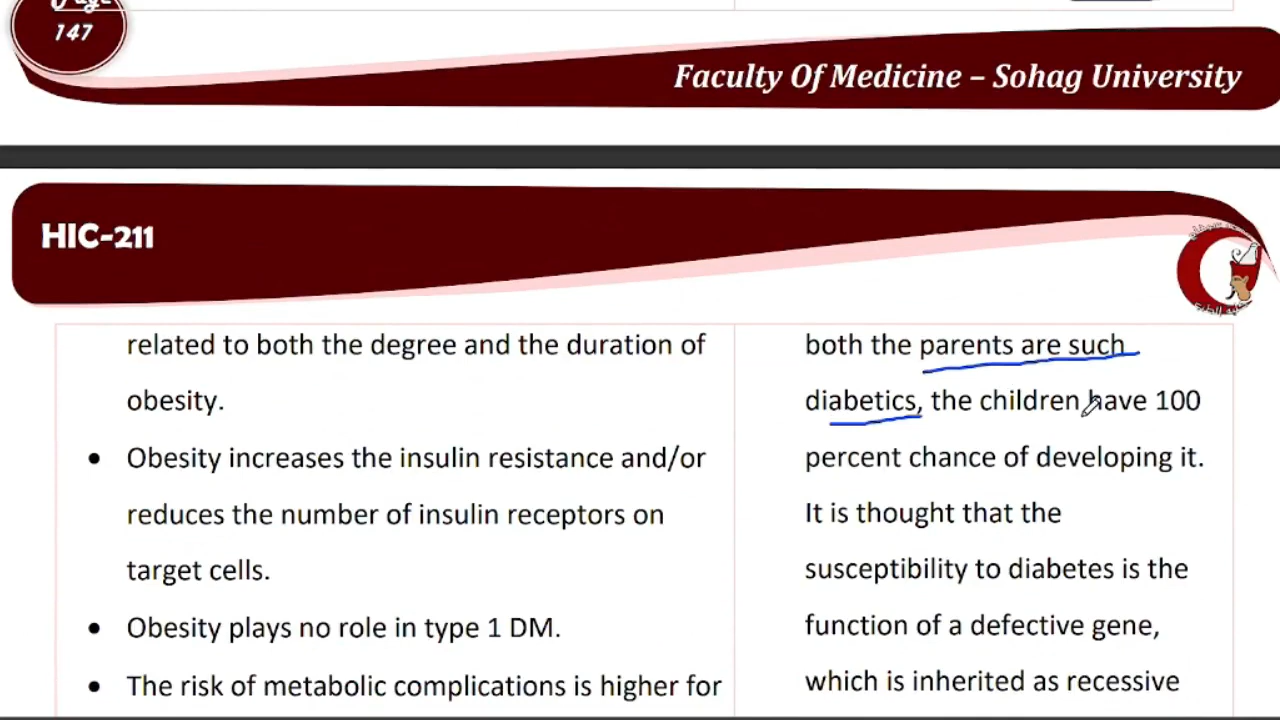 Page
147
Faculty Of Medicine – Sohag University
HIC-211
related to both the degree and the duration of
obesity.
• Obesity increases the insulin resistance and/or
reduces the number of insulin receptors on
target cells.
• Obesity plays no role in type 1 DM.
• The risk of metabolic complications is higher for
both the parents are such
diabetics, the children have 100
percent chance of developing it.
It is thought that the
susceptibility to diabetes is the
function of a defective gene,
which is inherited as recessive